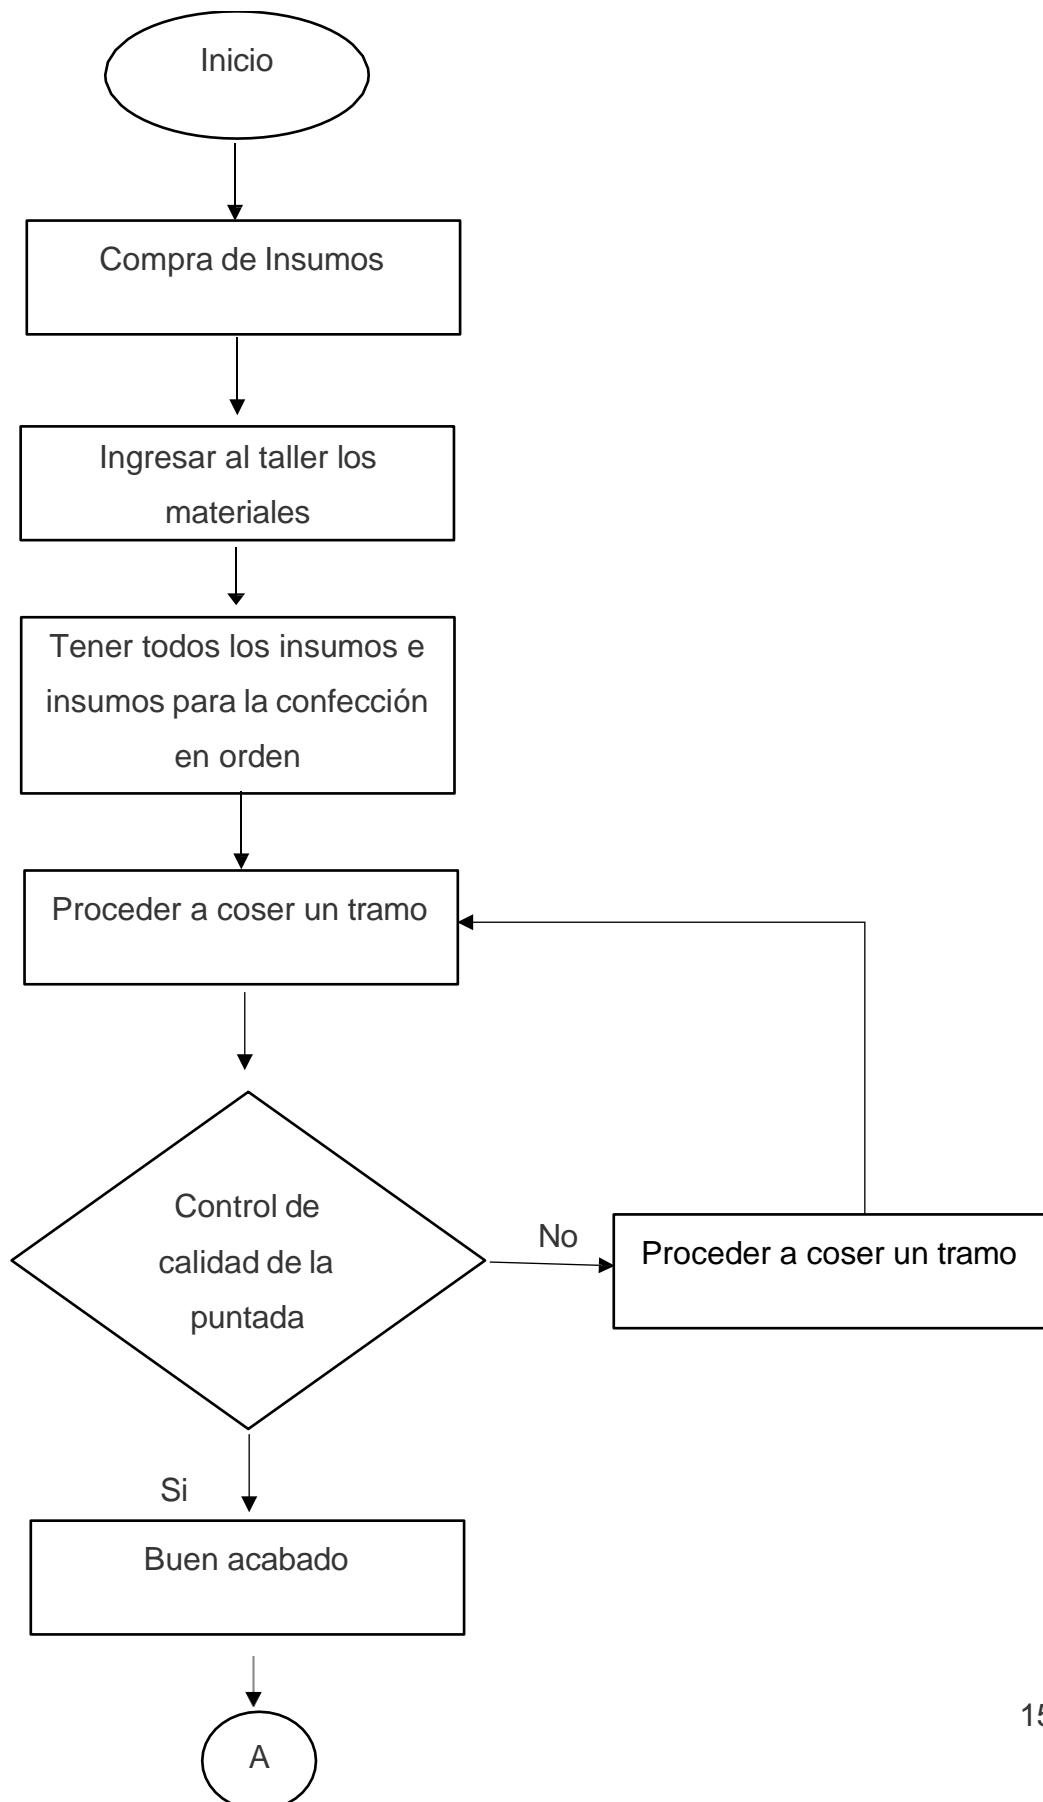 Inicio
Compra de Insumos
Ingresar al taller los
materiales
Tener todos los insumos e
insumos para la confección
en orden
Proceder a coser un tramo
Control de
calidad de la
puntada
No
Proceder a coser un tramo
Si
Buen acabado
A